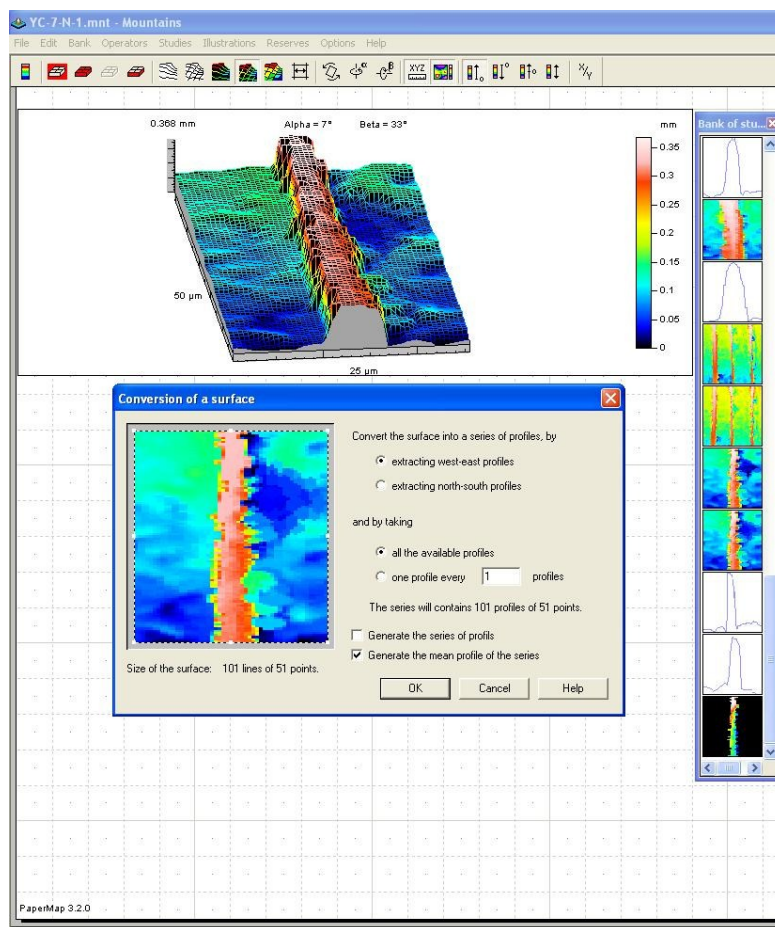 YC-7-N-1.mnt - Mountains
File Edit Bank Operators Studies Illustrations Reserves Options Help
XYZ
X/Y
0.368 mm Alpha = 7° Beta = 33° mm
Bank of stu...
0.35
0.3
0.25
0.2
0.15
0.1
0.05
0
50 µm
25 µm
Conversion of a surface
Convert the surface into a series of profiles, by
extracting west-east profiles
extracting north-south profiles
and by taking
all the available profiles
one profile every 1 profiles
The series will contains 101 profiles of 51 points.
Generate the series of profils
Generate the mean profile of the series
Size of the surface: 101 lines of 51 points.
OK Cancel Help
PaperMap 3.2.0